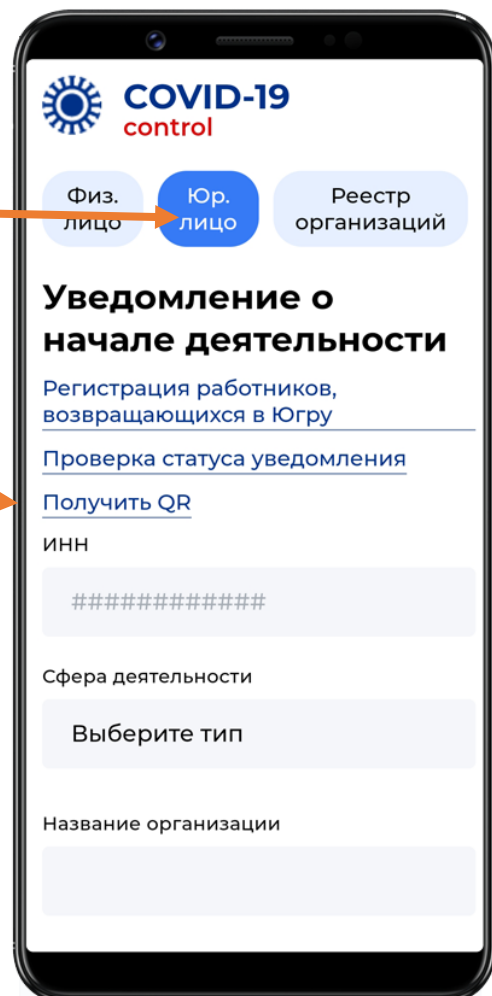 COVID-19
control
Физ.
лицо
Юр.
лицо
Реестр
организаций
Уведомление о
начале деятельности
Регистрация работников,
возвращающихся в Югру
Проверка статуса уведомления
Получить QR
ИНН
############
Сфера деятельности
Выберите тип
Название организации